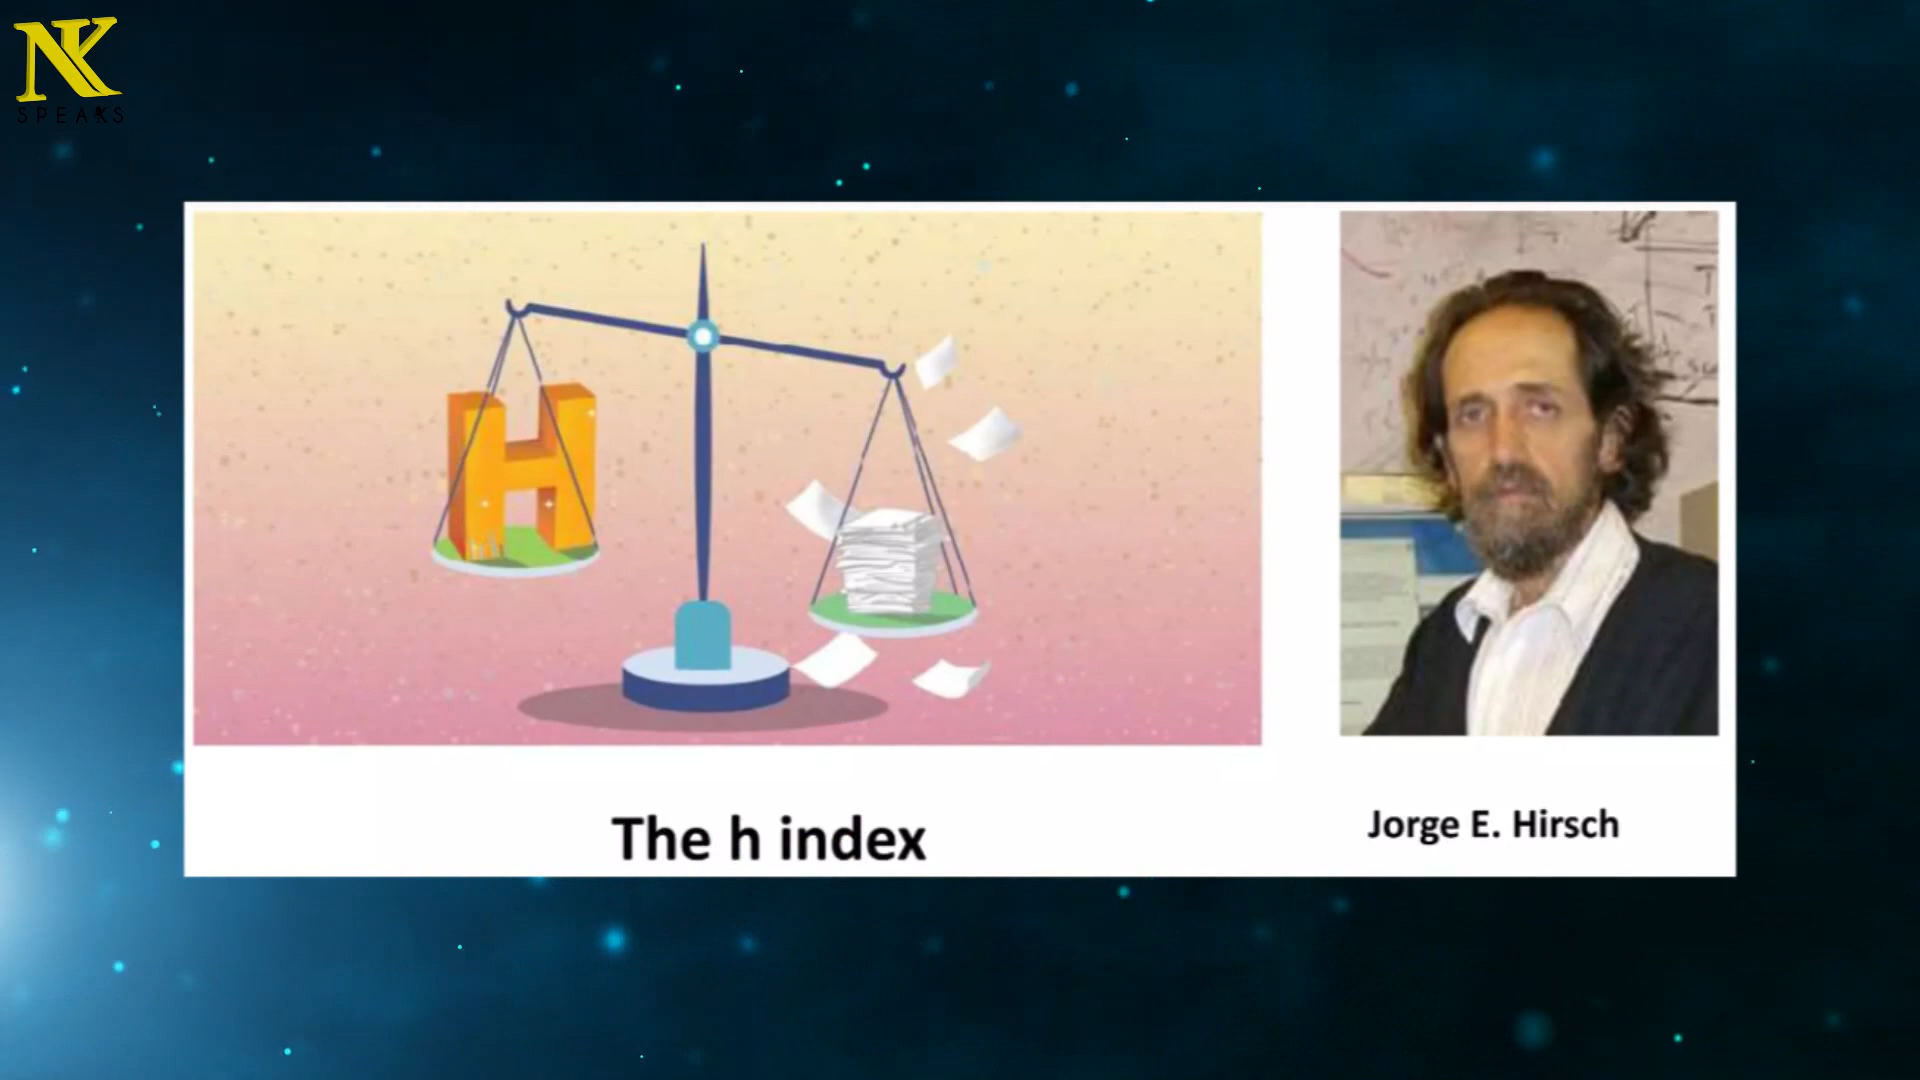 NK
SPEAKS
H
The h index
Jorge E. Hirsch